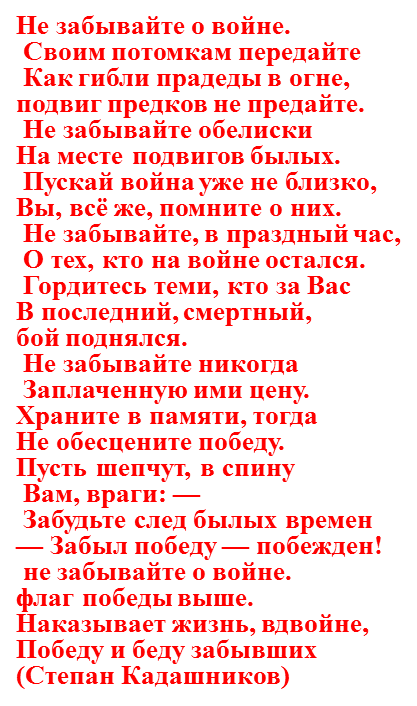 Не забывайте о войне.
Своим потомкам передайте
Как гибли прадеды в огне,
подвиг предков не предайте.
Не забывайте обелиски
На месте подвигов былых.
Пускай война уже не близко,
Вы, всё же, помните о них.
Не забывайте, в праздный час,
О тех, кто на войне остался.
Гордитесь теми, кто за Вас
В последний, смертный,
бой поднялся.
Не забывайте никогда
Заплаченную ими цену.
Храните в памяти, тогда
Не обесцените победу.
Пусть шепчут, в спину
Вам, враги: —
Забудьте след былых времен
— Забыл победу — побежден!
не забывайте о войне.
флаг победы выше.
Наказывает жизнь, вдвойне,
Победу и беду забывших
(Степан Кадашников)